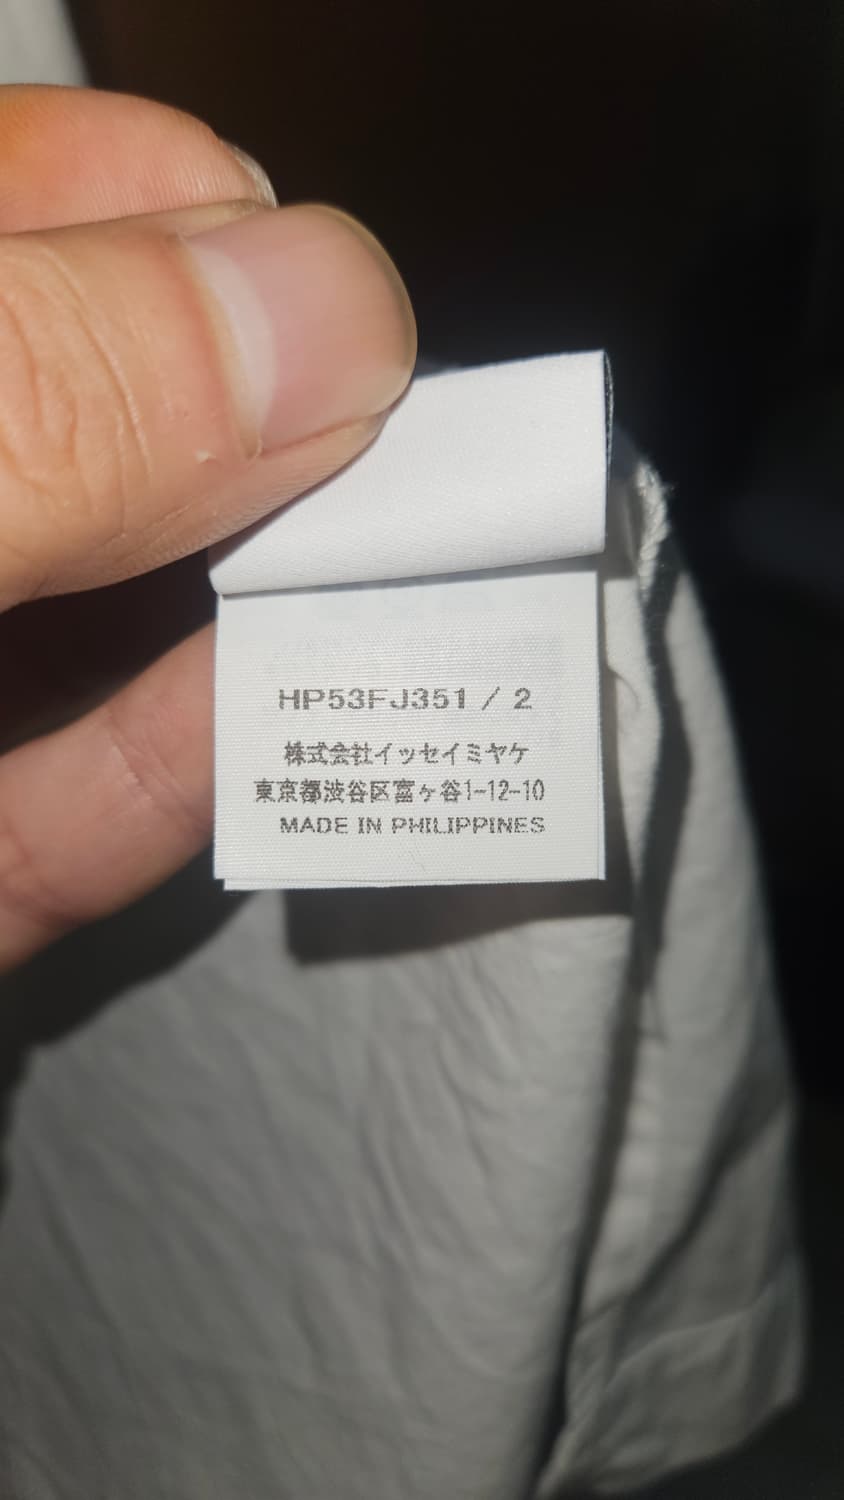 HP53FJ351 / 2
株式会社イッセイミヤケ
東京都渋谷区富ヶ谷1-12-10
MADE IN PHILIPPINES